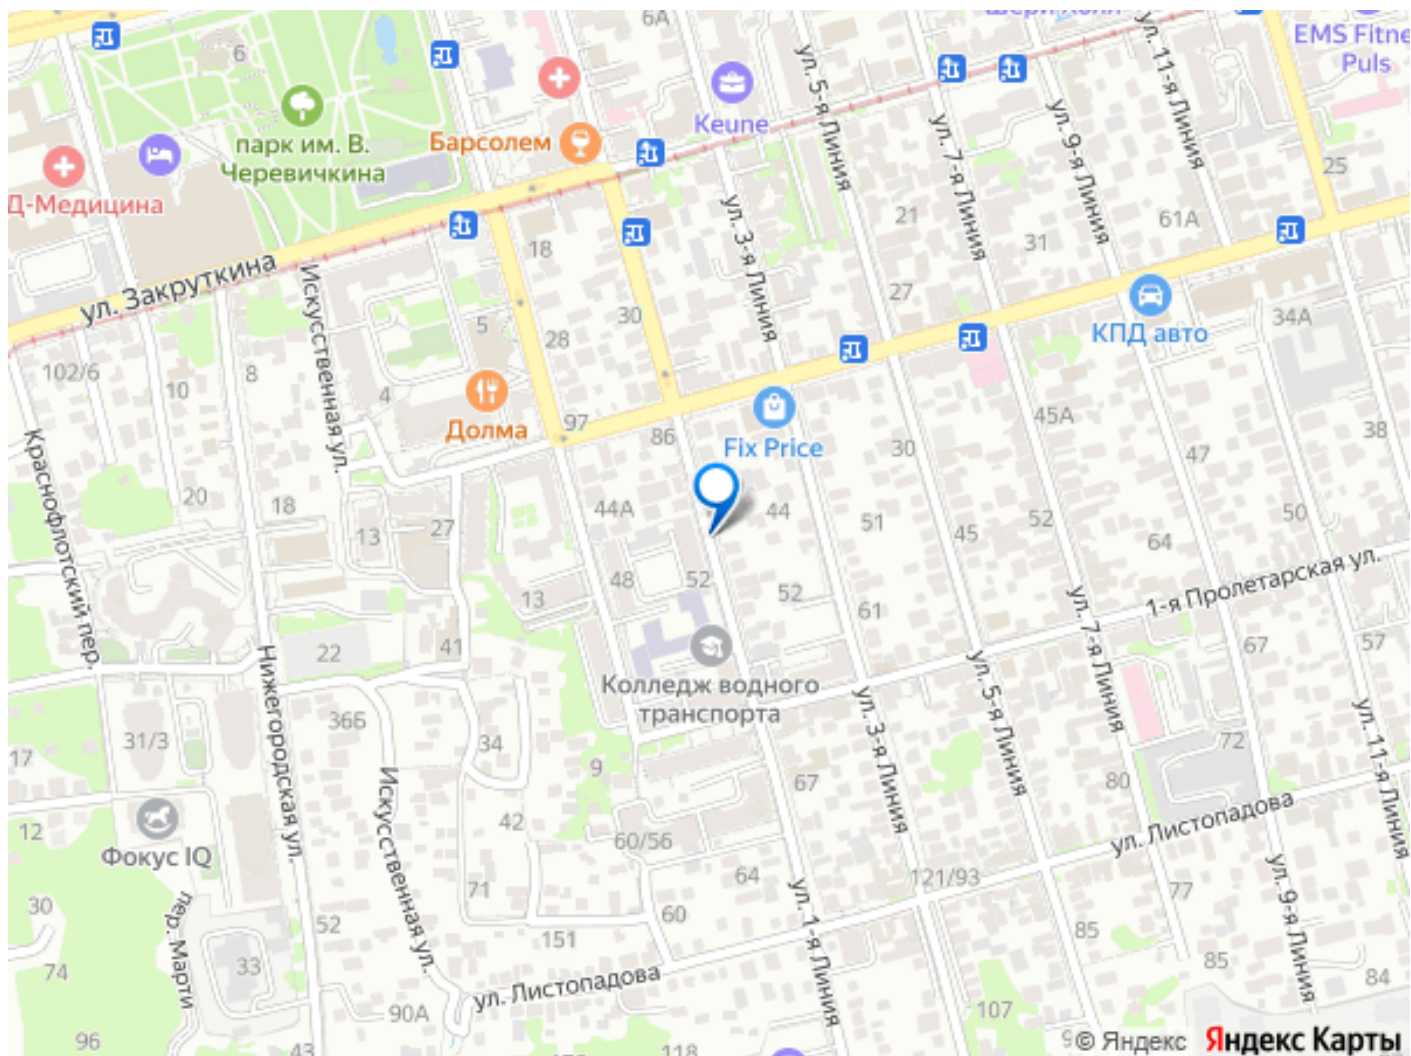 6А
Шери Холл
EMS Fitne
Puls
ул. 11-я Линия
ул. 5-я Линия
6
Keune
ул. 9-я Линия
парк им. В.
Черевичкина
Барсолем
ул. 7-я Линия
25
Д-Медицина
ул. 3-я Линия
21
61А
31
18
ул. Закруткина
Искусственная ул.
27
30
5
28
34А
КПД авто
102/6
10
8
4
Долма
97
86
Fix Price
45А
38
30
47
Краснофлотский пер.
20
18
44А
44
51
52
50
13
27
45
64
1-я Пролетарская ул.
48
52
52
13
61
ул. 7-я Линия
22
41
67
57
Нижегородская ул.
Колледж водного
транспорта
ул. 3-я Линия
ул. 5-я Линия
ул. 11-я Линия
36Б
31/3
34
17
9
67
72
80
Искусственная ул.
12
Фокус IQ
42
60/56
ул. Листопадова
71
64
121/93
77
ул. 1-я Линия
ул. 9-я Линия
30
пер. Марти
52
60
151
85
74
33
ул. Листопадова
85
84
90А
107
96
43
118
9
© Яндекс
Яндекс Карты